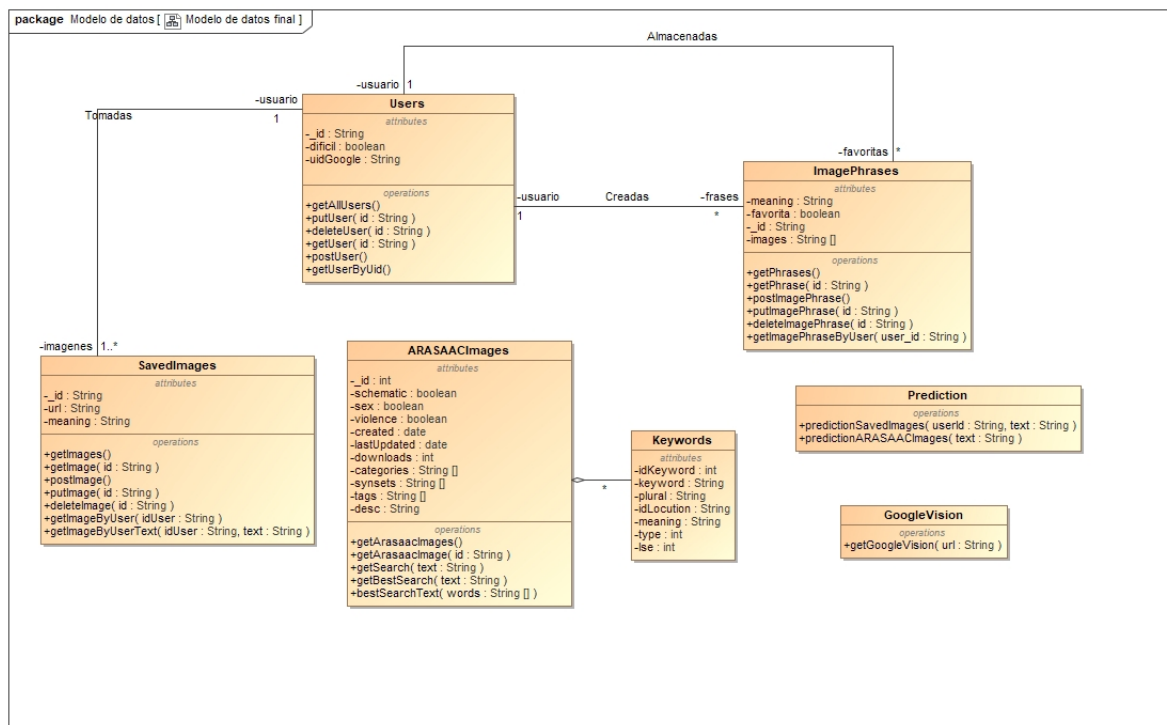 package Modelo de datos [ Modelo de datos final ]
Almacenadas
-usuario 1
-usuario
1
Tomadas
Users
attributes
-_id : String
-dificil : boolean
-uidGoogle : String
operations
+getAllUsers()
+putUser( id : String )
+deleteUser( id : String )
+getUser( id : String )
+postUser()
+getUserByUid()
-favoritas *
-usuario
1
Creadas
-frases
*
ImagePhrases
attributes
-meaning : String
-favorita : boolean
-_id : String
-images : String []
operations
+getPhrases()
+getPhrase( id : String )
+postImagePhrase()
+putImagePhrase( id : String )
+deleteImagePhrase( id : String )
+getImagePhraseByUser( user_id : String )
-imagenes 1..*
SavedImages
attributes
-_id : String
-url : String
-meaning : String
operations
+getImages()
+getImage( id : String )
+postImage()
+putImage( id : String )
+deleteImage( id : String )
+getImageByUser( idUser : String )
+getImageByUserText( idUser : String, text : String )
ARASAACImages
attributes
-_id : int
-schematic : boolean
-sex : boolean
-violence : boolean
-created : date
-lastUpdated : date
-downloads : int
-categories : String []
-synsets : String []
-tags : String []
-desc : String
operations
+getArasaacImages()
+getArasaacImage( id : String )
+getSearch( text : String )
+getBestSearch( text : String )
+bestSearchText( words : String [] )
*
Keywords
attributes
-idKeyword : int
-keyword : String
-plural : String
-idLocution : String
-meaning : String
-type : int
-lse : int
Prediction
operations
+predictionSavedImages( userId : String, text : String )
+predictionARASAACImages( text : String )
GoogleVision
operations
+getGoogleVision( url : String )